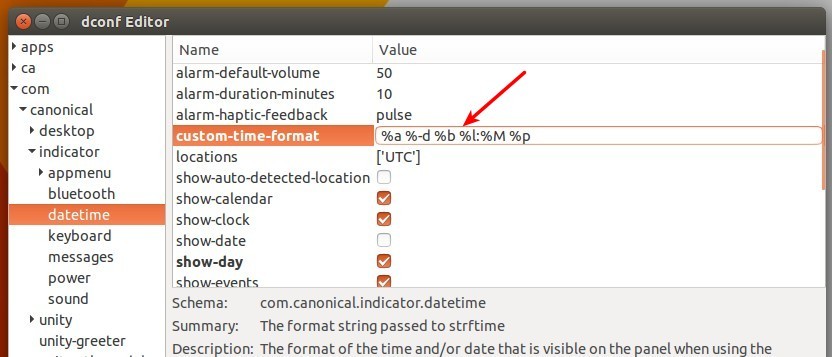 dconf Editor
apps
ca
com
canonical
desktop
indicator
appmenu
bluetooth
datetime
keyboard
messages
power
sound
unity
unity-greeter
Name Value
alarm-default-volume 50
alarm-duration-minutes 10
alarm-haptic-feedback pulse
custom-time-format %a %-d %b %l:%M %p
locations ['UTC']
show-auto-detected-location
show-calendar
show-clock
show-date
show-day
show-events
Schema: com.canonical.indicator.datetime
Summary: The format string passed to strftime
Description: The format of the time and/or date that is visible on the panel when using the